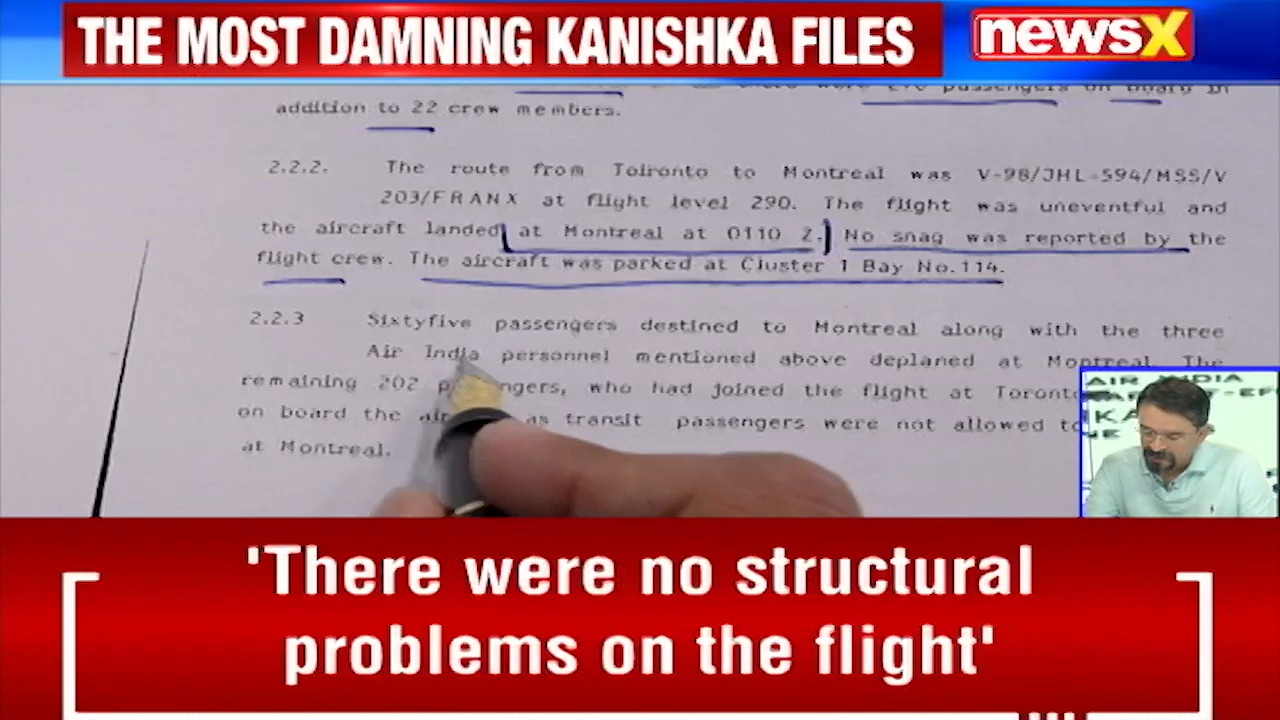 THE MOST DAMNING KANISHKA FILES
newsX
passengers on board in
addition to 22 crew members.
2.2.2. The route from Toironto to Montreal was V-98/JHL-594/MSS/V
203/FRANX at flight level 290. The flight was uneventful and
the aircraft landed at Montreal at 0110 Z. No snag was reported by the
flight crew. The aircraft was parked at Cluster 1 Bay No.114.
2.2.3 Sixtyfive passengers destined to Montreal along with the three
Air India personnel mentioned above deplaned at Montreal. The
remaining 202 who had joined the flight at
on board the as transit passengers were not allowed
at Montreal.
AIR INDIA
'There were no structural
problems on the flight'